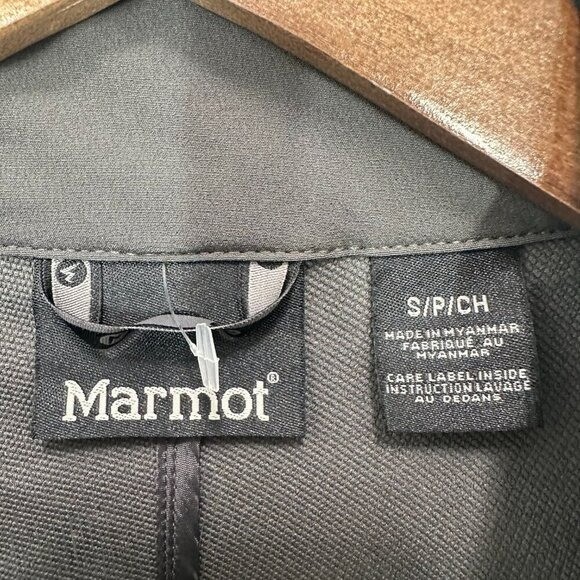 Marmot®
S/P/CH
MADE IN MYANMAR
FABRIQUÉ AU
MYANMAR
CARE LABEL INSIDE
INSTRUCTION LAVAGE
AU DEDANS